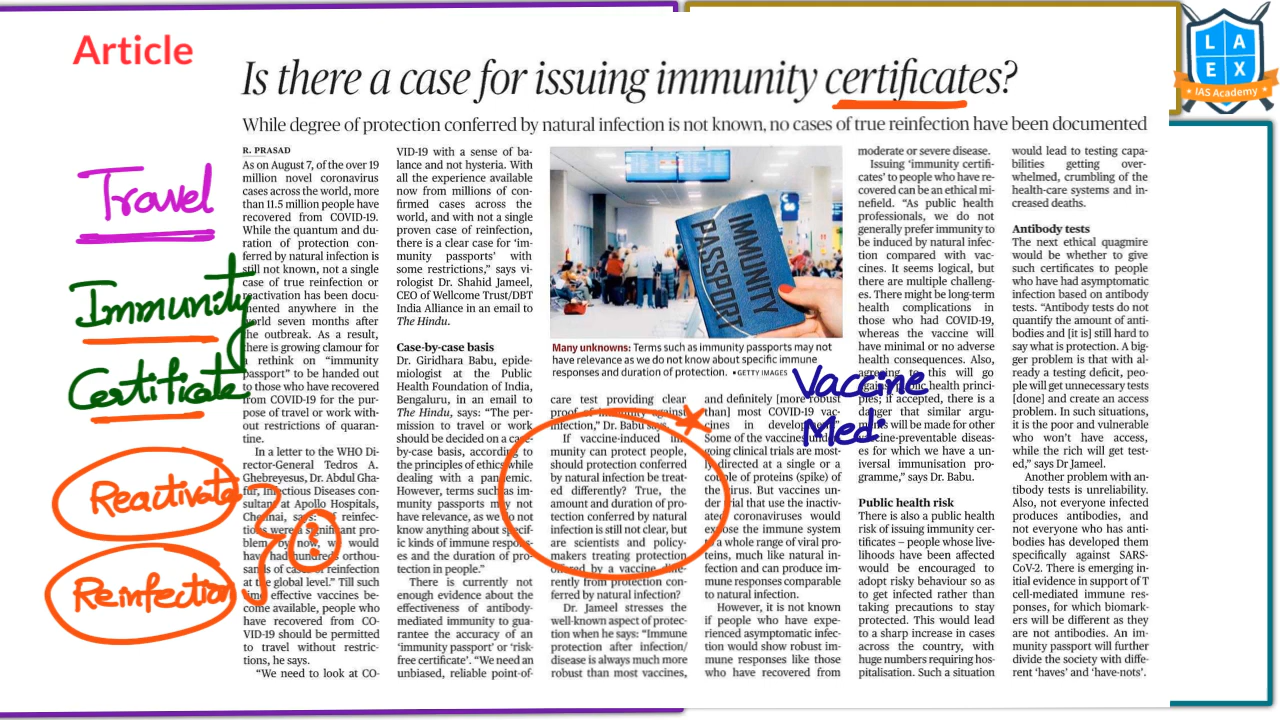 Article
L A
E X
IAS Academy
Is there a case for issuing immunity certificates?
While degree of protection conferred by natural infection is not known, no cases of true reinfection have been documented
Travel
Immunity
Certificate
Reactivate
Reinfection
?
R. PRASAD
As on August 7, of the over 19
million novel coronavirus
cases across the world, more
than 11.5 million people have
recovered from COVID-19.
While the quantum and du-
ration of protection con-
ferred by natural infection is
still not known, not a single
case of true reinfection or
reactivation has been docu-
mented anywhere in the
world seven months after
the outbreak. As a result,
there is growing clamour for
a rethink on “immunity
passport” to be handed out
to those who have recovered
from COVID-19 for the pur-
pose of travel or work with-
out restrictions of quaran-
tine.
In a letter to the WHO Di-
rector-General Tedros A.
Ghebreyesus, Dr. Abdul Gha-
fur, Infectious Diseases con-
sultant at Apollo Hospitals,
Chennai, says: “If reinfec-
tions were a significant pro-
blem by now, we would
have had hundreds orthou-
sands of cases of reinfection
at the global level.” Till such
time effective vaccines be-
come available, people who
have recovered from CO-
VID-19 should be permitted
to travel without restric-
tions, he says.
“We need to look at CO-
VID-19 with a sense of ba-
lance and not hysteria. With
all the experience available
now from millions of con-
firmed cases across the
world, and with not a single
proven case of reinfection,
there is a clear case for ‘im-
munity passports’ with
some restrictions,” says vi-
rologist Dr. Shahid Jameel,
CEO of Wellcome Trust/DBT
India Alliance in an email to
The Hindu.
Case-by-case basis
Dr. Giridhara Babu, epide-
miologist at the Public
Health Foundation of India,
Bengaluru, in an email to
The Hindu, says: “The per-
mission to travel or work
should be decided on a case-
by-case basis, according to
the principles of ethics while
dealing with a pandemic.
However, terms such as im-
munity passports may not
have relevance, as we do not
know anything about specif-
ic kinds of immune respons-
es and the duration of pro-
tection in people.”
There is currently not
enough evidence about the
effectiveness of antibody-
mediated immunity to gua-
rantee the accuracy of an
‘immunity passport’ or ‘risk-
free certificate’. “We need an
unbiased, reliable point-of-
IMMUNITY
PASSPORT
Many unknowns: Terms such as immunity passports may not
have relevance as we do not know about specific immune
responses and duration of protection. •GETTY IMAGES
care test providing clear
proof of immunity against
infection,” Dr. Babu says.
If vaccine-induced im-
munity can protect people,
should protection conferred
by natural infection be treat-
ed differently? True, the
amount and duration of pro-
tection conferred by natural
infection is still not clear, but
are scientists and policy-
makers treating protection
offered by a vaccine diffe-
rently from protection con-
ferred by natural infection?
Dr. Jameel stresses the
well-known aspect of protec-
tion when he says: “Immune
protection after infection/
disease is always much more
robust than most vaccines,
and definitely [more robust
than] most COVID-19 vac-
cines in development.”
Some of the vaccines under-
going clinical trials are most-
ly directed at a single or a
couple of proteins (spike) of
the virus. But vaccines un-
der trial that use the inactiv-
ated coronaviruses would
expose the immune system
to a whole range of viral pro-
teins, much like natural in-
fection and can produce im-
mune responses comparable
to natural infection.
However, it is not known
if people who have expe-
rienced asymptomatic infec-
tion would show robust im-
mune responses like those
who have recovered from
Vaccine
Med
moderate or severe disease.
Issuing ‘immunity certifi-
cates’ to people who have re-
covered can be an ethical mi-
nefield. “As public health
professionals, we do not
generally prefer immunity to
be induced by natural infec-
tion compared with vac-
cines. It seems logical, but
there are multiple challeng-
es. There might be long-term
health complications in
those who had COVID-19,
whereas the vaccine will
have minimal or no adverse
health consequences. Also,
agreeing to this will go
against public health princi-
ples; if accepted, there is a
danger that similar argu-
ments will be made for other
vaccine-preventable diseas-
es for which we have a un-
iversal immunisation pro-
gramme,” says Dr. Babu.
Public health risk
There is also a public health
risk of issuing immunity cer-
tificates – people whose live-
lihoods have been affected
would be encouraged to
adopt risky behaviour so as
to get infected rather than
taking precautions to stay
protected. This would lead
to a sharp increase in cases
across the country, with
huge numbers requiring hos-
pitalisation. Such a situation
would lead to testing capa-
bilities getting over-
whelmed, crumbling of the
health-care systems and in-
creased deaths.
Antibody tests
The next ethical quagmire
would be whether to give
such certificates to people
who have had asymptomatic
infection based on antibody
tests. “Antibody tests do not
quantify the amount of anti-
bodies and [it is] still hard to
say what is protection. A big-
ger problem is that with al-
ready a testing deficit, peo-
ple will get unnecessary tests
[done] and create an access
problem. In such situations,
it is the poor and vulnerable
who won’t have access,
while the rich will get test-
ed,” says Dr Jameel.
Another problem with an-
tibody tests is unreliability.
Also, not everyone infected
produces antibodies, and
not everyone who has anti-
bodies has developed them
specifically against SARS-
CoV-2. There is emerging in-
itial evidence in support of T
cell-mediated immune res-
ponses, for which biomark-
ers will be different as they
are not antibodies. An im-
munity passport will further
divide the society with diffe-
rent ‘haves’ and ‘have-nots’.